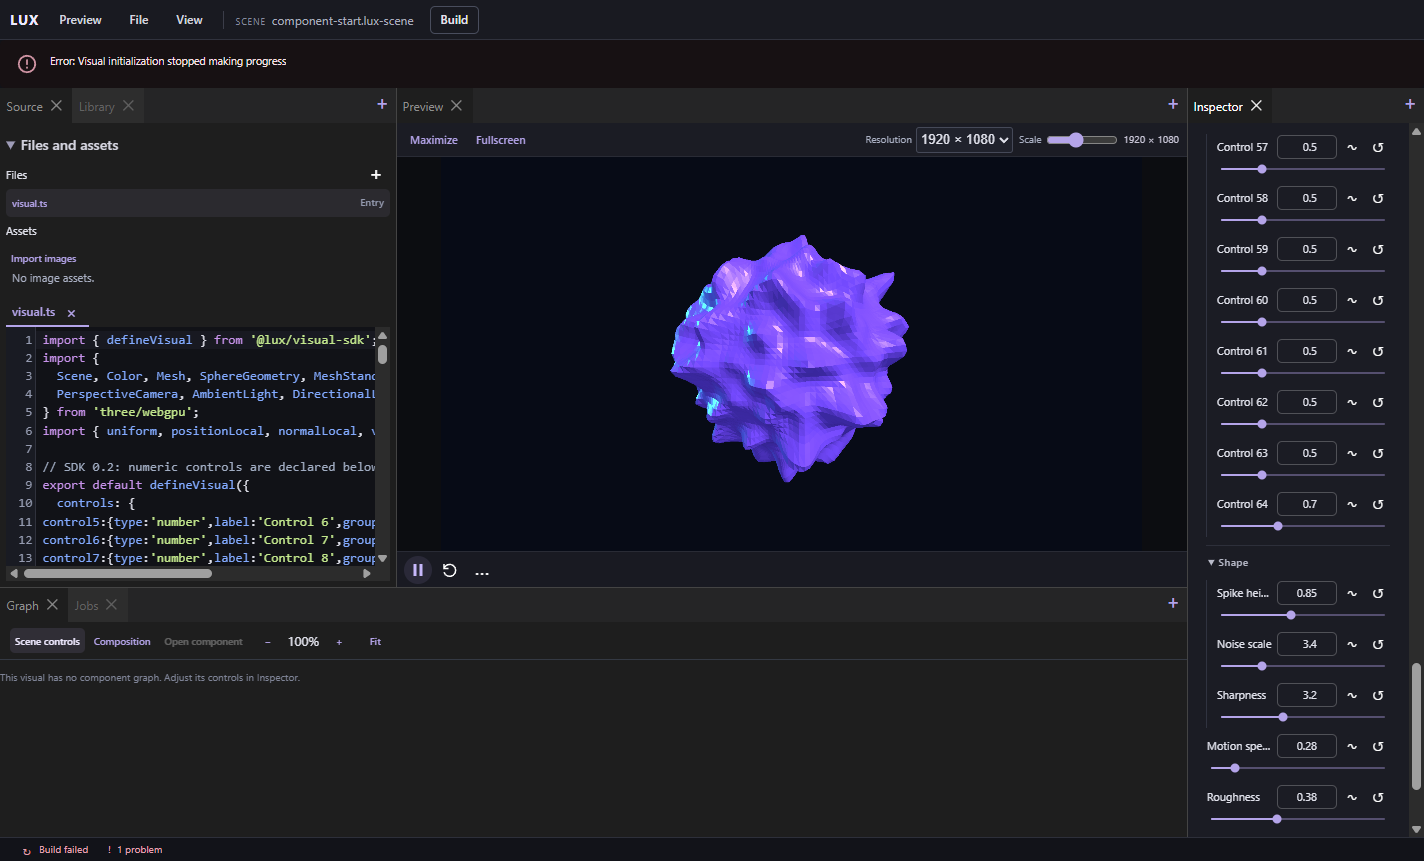 LUX Preview File View SCENE component-start.lux-scene Build
Error: Visual initialization stopped making progress
Source Library +
Files and assets
Files +
visual.ts Entry
Assets
Import images
No image assets.
visual.ts
1 import { defineVisual } from '@lux/visual-sdk';
2 import {
3 Scene, Color, Mesh, SphereGeometry, MeshStanc
4 PerspectiveCamera, AmbientLight, DirectionalL
5 } from 'three/webgpu';
6 import { uniform, positionLocal, normalLocal, v
7
8 // SDK 0.2: numeric controls are declared below
9 export default defineVisual({
10 controls: {
11 control5:{type:'number',label:'Control 6',group
12 control6:{type:'number',label:'Control 7',group
13 control7:{type:'number',label:'Control 8',group
Preview +
Maximize Fullscreen Resolution 1920 × 1080 Scale 1920 × 1080
...
Graph Jobs +
Scene controls Composition Open component − 100% + Fit
This visual has no component graph. Adjust its controls in Inspector.
Inspector +
Control 57 0.5
Control 58 0.5
Control 59 0.5
Control 60 0.5
Control 61 0.5
Control 62 0.5
Control 63 0.5
Control 64 0.7
Shape
Spike hei... 0.85
Noise scale 3.4
Sharpness 3.2
Motion spe... 0.28
Roughness 0.38
Build failed ! 1 problem